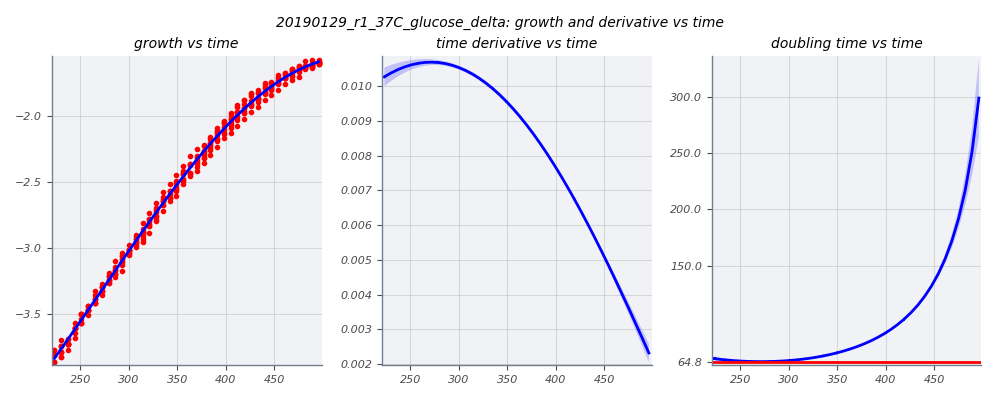 20190129_r1_37C_glucose_delta: growth and derivative vs time
growth vs time
time derivative vs time
doubling time vs time
−2.0
−2.5
−3.0
−3.5
250 300 350 400 450
0.010
0.009
0.008
0.007
0.006
0.005
0.004
0.003
0.002
250 300 350 400 450
300.0
250.0
200.0
150.0
64.8
250 300 350 400 450